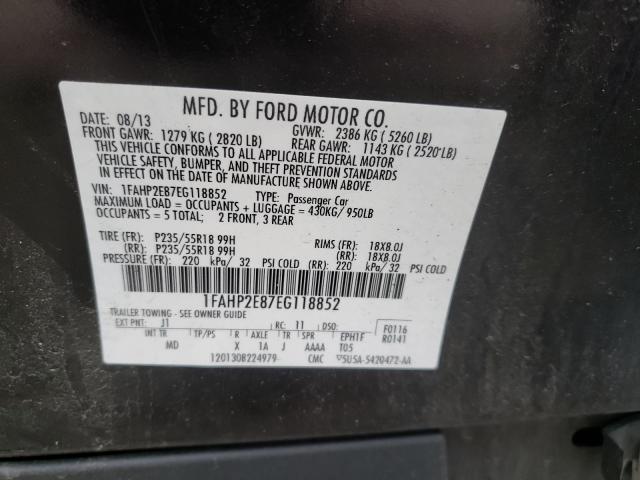 MFD. BY FORD MOTOR CO.
DATE: 08/13 GVWR: 2386 KG ( 5260 LB)
FRONT GAWR: 1279 KG ( 2820 LB) REAR GAWR: 1143 KG ( 2520 LB)
THIS VEHICLE CONFORMS TO ALL APPLICABLE FEDERAL MOTOR
VEHICLE SAFETY, BUMPER, AND THEFT PREVENTION STANDARDS
IN EFFECT ON THE DATE OF MANUFACTURE SHOWN ABOVE.
VIN: 1FAHP2E87EG118852 TYPE: Passenger Car
MAXIMUM LOAD = OCCUPANTS + LUGGAGE = 430KG/ 950LB
OCCUPANTS = 5 TOTAL; 2 FRONT, 3 REAR
TIRE (FR): P235/55R18 99H RIMS (FR): 18X8.0J
(RR): P235/55R18 99H (RR): 18X8.0J
PRESSURE (FR): 220 kPa/ 32 PSI COLD (RR): 220 kPa/ 32 PSI COLD
1FAHP2E87EG118852
TRAILER TOWING - SEE OWNER GUIDE
EXT PNT: J1 RC: 11 DSO: F0116
INT TR TP/PS R AXLE TR SPR EPH1F R0141
MD X 1A J AAAA T05
1201308224979 CMC 5U5A-5420472-AA